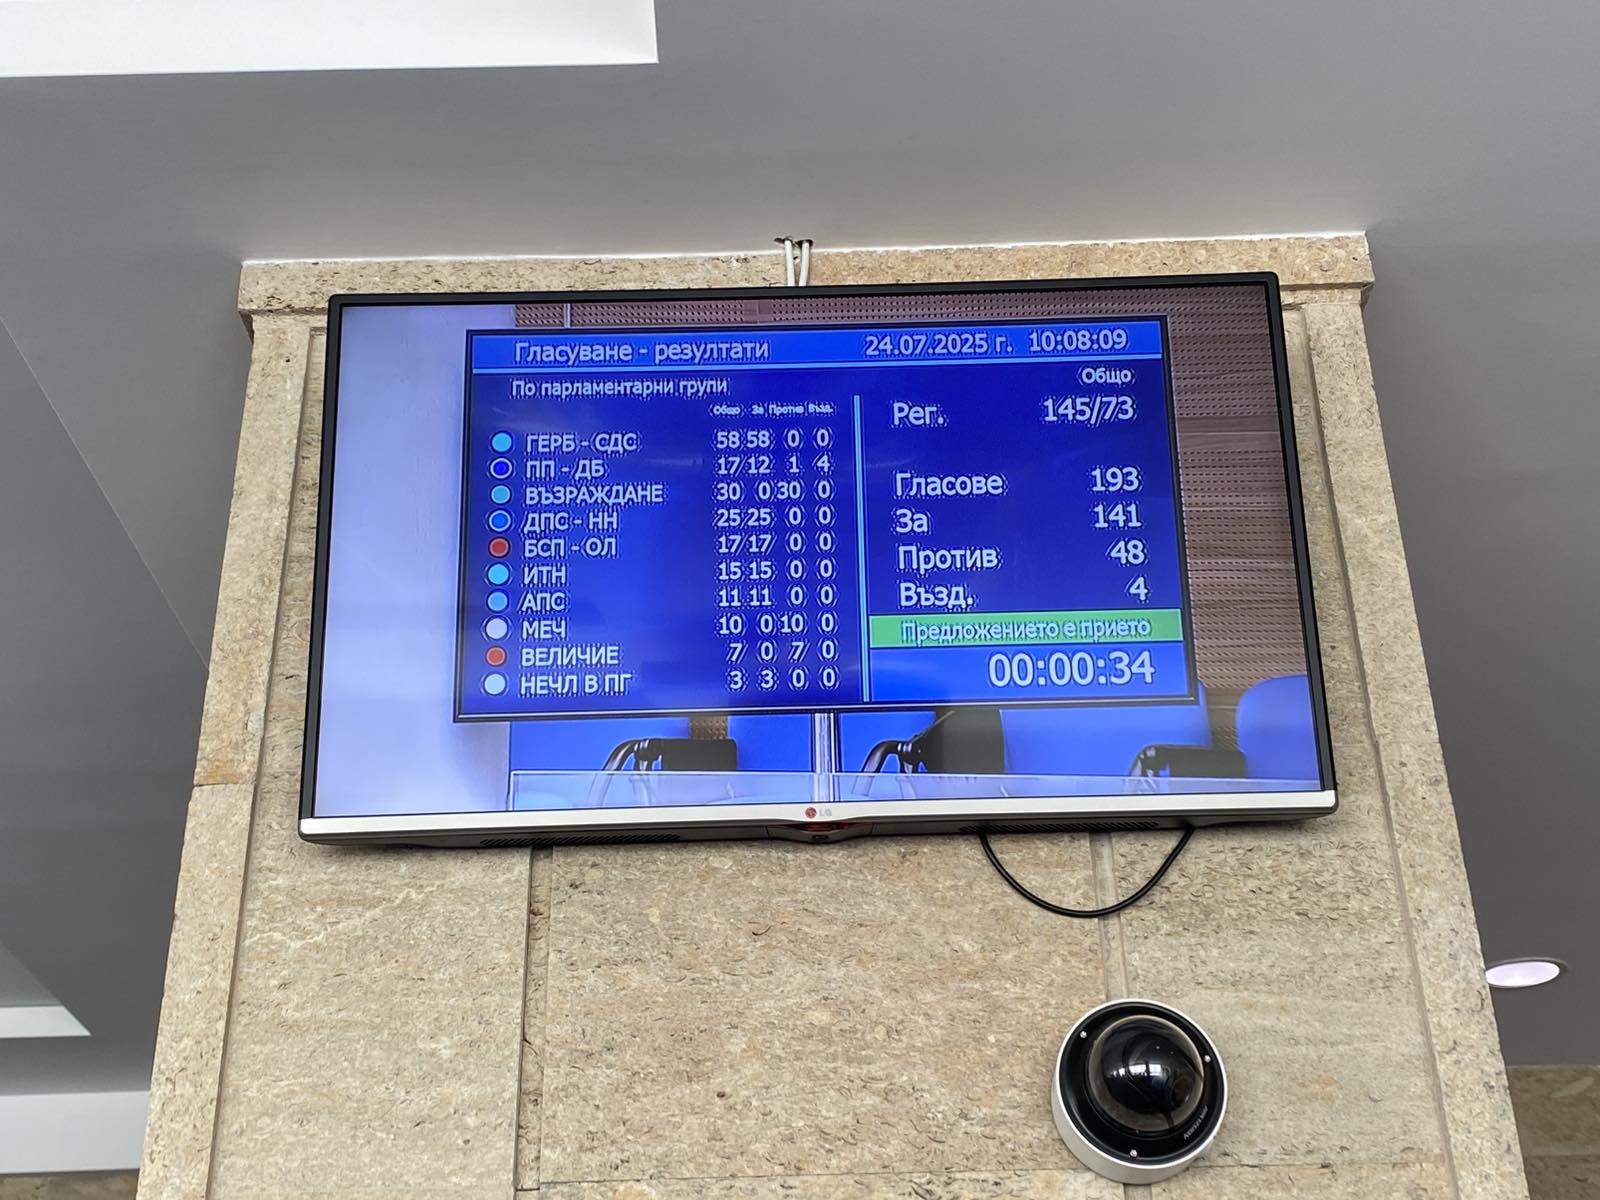 Гласуване - резултати 24.07.2025 г. 10:08:09
По парламентарни групи
Общо За Против Възд.
ГЕРБ - СДС 58 58 0 0
ПП - ДБ 17 12 1 4
ВЪЗРАЖДАНЕ 30 0 30 0
ДПС - НН 25 25 0 0
БСП - ОЛ 17 17 0 0
ИТН 15 15 0 0
АПС 11 11 0 0
МЕЧ 10 0 10 0
ВЕЛИЧИЕ 7 0 7 0
НЕЧЛ В ПГ 3 3 0 0
Общо
Рег. 145/73
Гласове 193
За 141
Против 48
Възд. 4
Предложението е прието
00:00:34
LG
HIKVISION